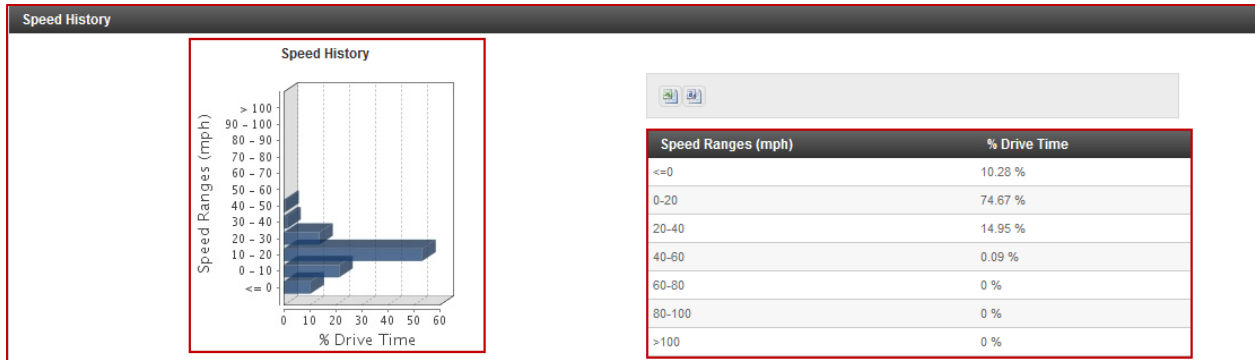 Speed History
Speed History
Speed Ranges (mph)
> 100
90 - 100
80 - 90
70 - 80
60 - 70
50 - 60
40 - 50
30 - 40
20 - 30
10 - 20
0 - 10
<= 0
0 10 20 30 40 50 60
% Drive Time
Speed Ranges (mph) % Drive Time
<=0 10.28 %
0-20 74.67 %
20-40 14.95 %
40-60 0.09 %
60-80 0 %
80-100 0 %
>100 0 %